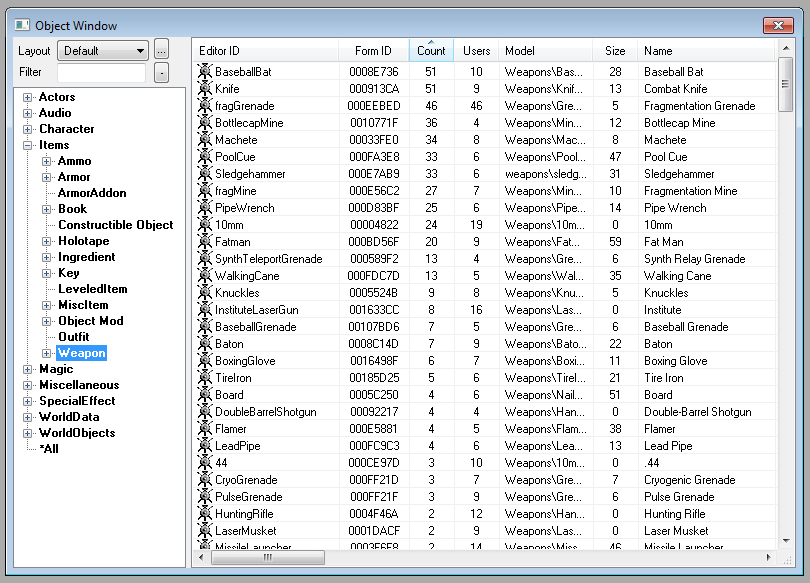 Object Window
Layout Default ...
Filter .
Actors
Audio
Character
Items
Ammo
Armor
ArmorAddon
Book
Constructible Object
Holotape
Ingredient
Key
LeveledItem
MiscItem
Object Mod
Outfit
Weapon
Magic
Miscellaneous
SpecialEffect
WorldData
WorldObjects
*All
Editor ID Form ID Count Users Model Size Name
BaseballBat 0008E736 51 10 Weapons\Bas... 28 Baseball Bat
Knife 000913CA 51 9 Weapons\Knif... 13 Combat Knife
fragGrenade 000EEBED 46 46 Weapons\Gre... 5 Fragmentation Grenade
BottlecapMine 0010771F 36 4 Weapons\Min... 12 Bottlecap Mine
Machete 00033FE0 34 8 Weapons\Mac... 8 Machete
PoolCue 000FA3E8 33 6 Weapons\Pool... 47 Pool Cue
Sledgehammer 000E7AB9 33 6 weapons\sledg... 31 Sledgehammer
fragMine 000E56C2 27 7 Weapons\Min... 10 Fragmentation Mine
PipeWrench 000D83BF 25 6 Weapons\Pipe... 14 Pipe Wrench
10mm 00004822 24 19 Weapons\10m... 0 10mm
Fatman 000BD56F 20 9 Weapons\Fat... 59 Fat Man
SynthTeleportGrenade 000589F2 13 4 Weapons\Gre... 6 Synth Relay Grenade
WalkingCane 000FDC7D 13 5 Weapons\Wal... 35 Walking Cane
Knuckles 0005524B 9 8 Weapons\Knu... 5 Knuckles
InstituteLaserGun 001633CC 8 16 Weapons\Las... 0 Institute
BaseballGrenade 00107BD6 7 5 Weapons\Gre... 6 Baseball Grenade
Baton 0008C14D 7 9 Weapons\Bato... 22 Baton
BoxingGlove 0016498F 6 7 Weapons\Boxi... 11 Boxing Glove
TireIron 00185D25 5 6 Weapons\TireI... 21 Tire Iron
Board 0005C250 4 6 Weapons\Nail... 51 Board
DoubleBarrelShotgun 00092217 4 4 Weapons\Han... 0 Double-Barrel Shotgun
Flamer 000E5881 4 5 Weapons\Flam... 38 Flamer
LeadPipe 000FC9C3 4 6 Weapons\Lea... 13 Lead Pipe
44 000CE97D 3 10 Weapons\10m... 0 .44
CryoGrenade 000FF21D 3 7 Weapons\Gre... 7 Cryogenic Grenade
PulseGrenade 000FF21F 3 9 Weapons\Gre... 6 Pulse Grenade
HuntingRifle 0004F46A 2 12 Weapons\Han... 0 Hunting Rifle
LaserMusket 0001DACF 2 9 Weapons\Las... 0 Laser Musket
MissileLauncher 0003F6F8 2 14 Weapons\Miss... 46 Missile Launcher